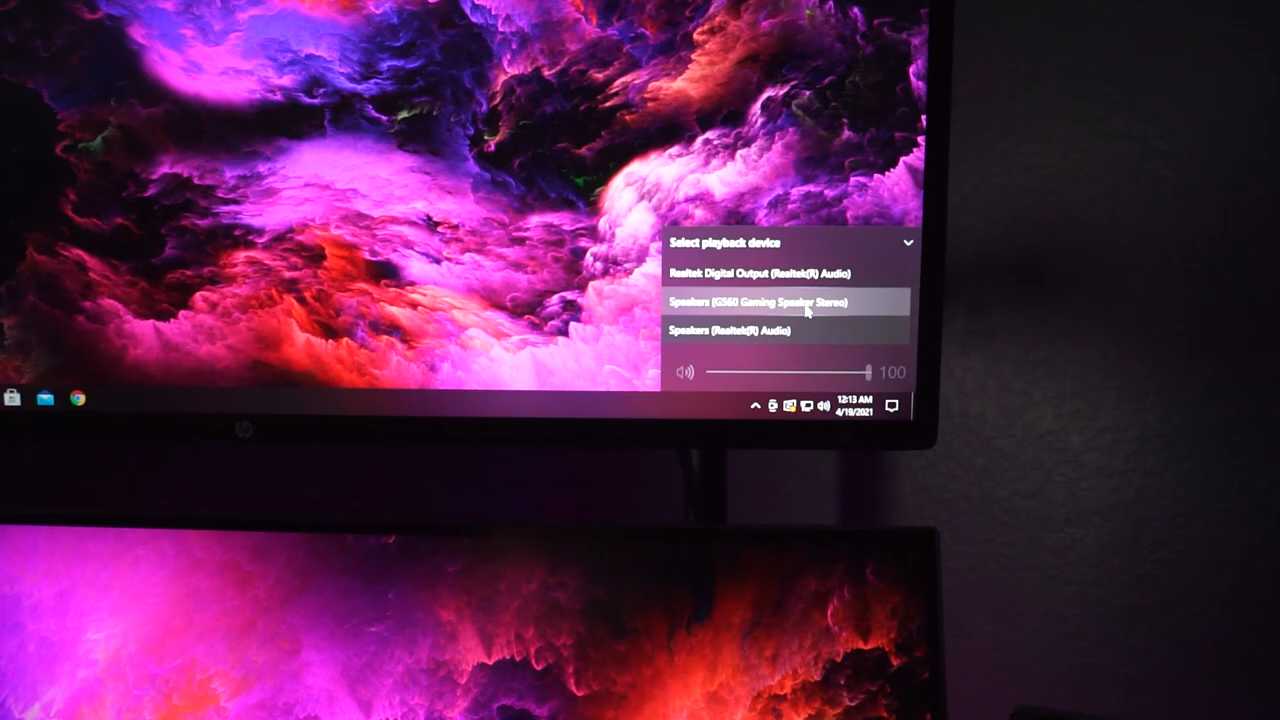 Select playback device
Realtek Digital Output (Realtek(R) Audio)
Speakers (G560 Gaming Speaker Stereo)
Speakers (Realtek(R) Audio)
100
12:13 AM
4/19/2021
hp